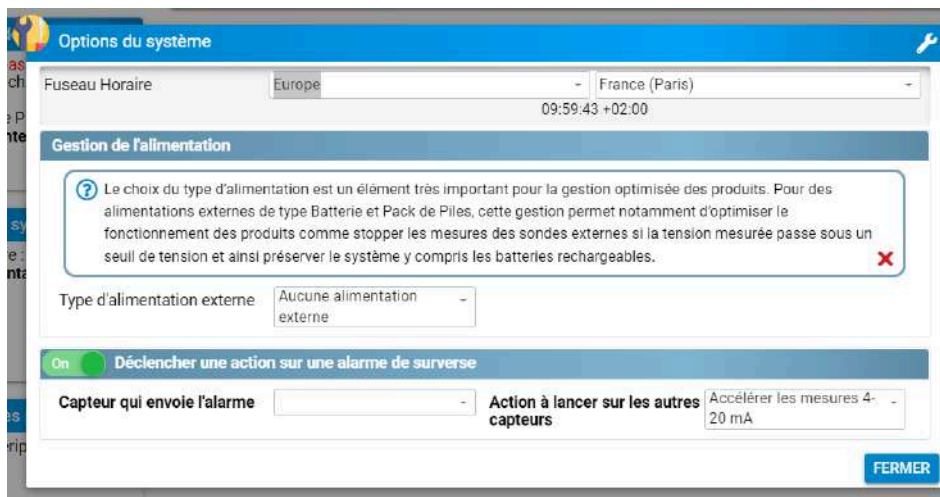 Options du système
Fuseau Horaire
Europe
France (Paris)
09:59:43 +02:00
Gestion de l'alimentation
Le choix du type d'alimentation est un élément très important pour la gestion optimisée des produits. Pour des
alimentations externes de type Batterie et Pack de Piles, cette gestion permet notamment d'optimiser le
fonctionnement des produits comme stopper les mesures des sondes externes si la tension mesurée passe sous un
seuil de tension et ainsi préserver le système y compris les batteries rechargeables.
Type d'alimentation externe
Aucune alimentation
externe
On
Déclencher une action sur une alarme de surverse
Capteur qui envoie l'alarme
Action à lancer sur les autres
capteurs
Accélérer les mesures 4-
20 mA
FERMER